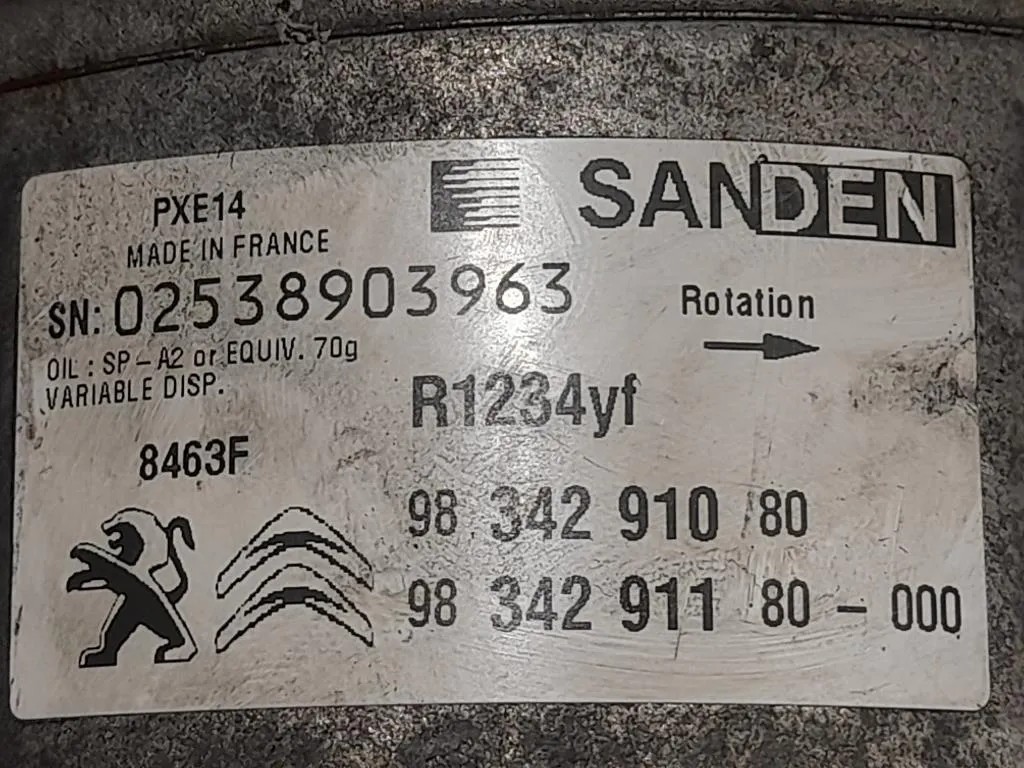 PXE14
SANDEN
MADE IN FRANCE
SN: 02538903963
Rotation
OIL : SP-A2 or EQUIV. 70g
VARIABLE DISP.
R1234yf
8463F
98 342 910 80
98 342 911 80 - 000